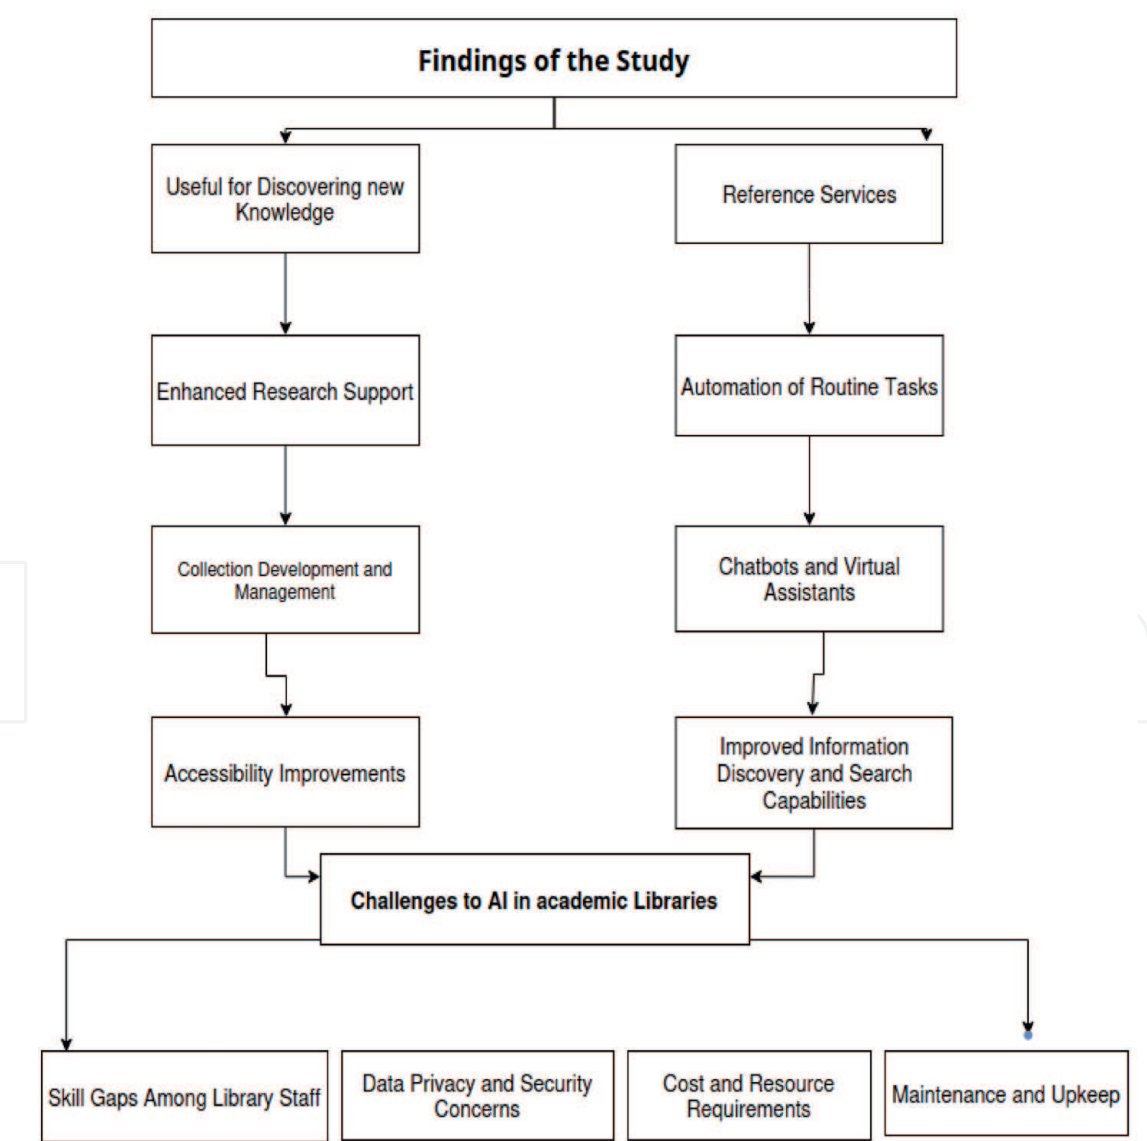 Findings of the Study
Useful for Discovering new
Knowledge
Reference Services
Enhanced Research Support
Automation of Routine Tasks
Collection Development and
Management
Chatbots and Virtual
Assistants
Accessibility Improvements
Improved Information
Discovery and Search
Capabilities
Challenges to AI in academic Libraries
Skill Gaps Among Library Staff
Data Privacy and Security
Concerns
Cost and Resource
Requirements
Maintenance and Upkeep